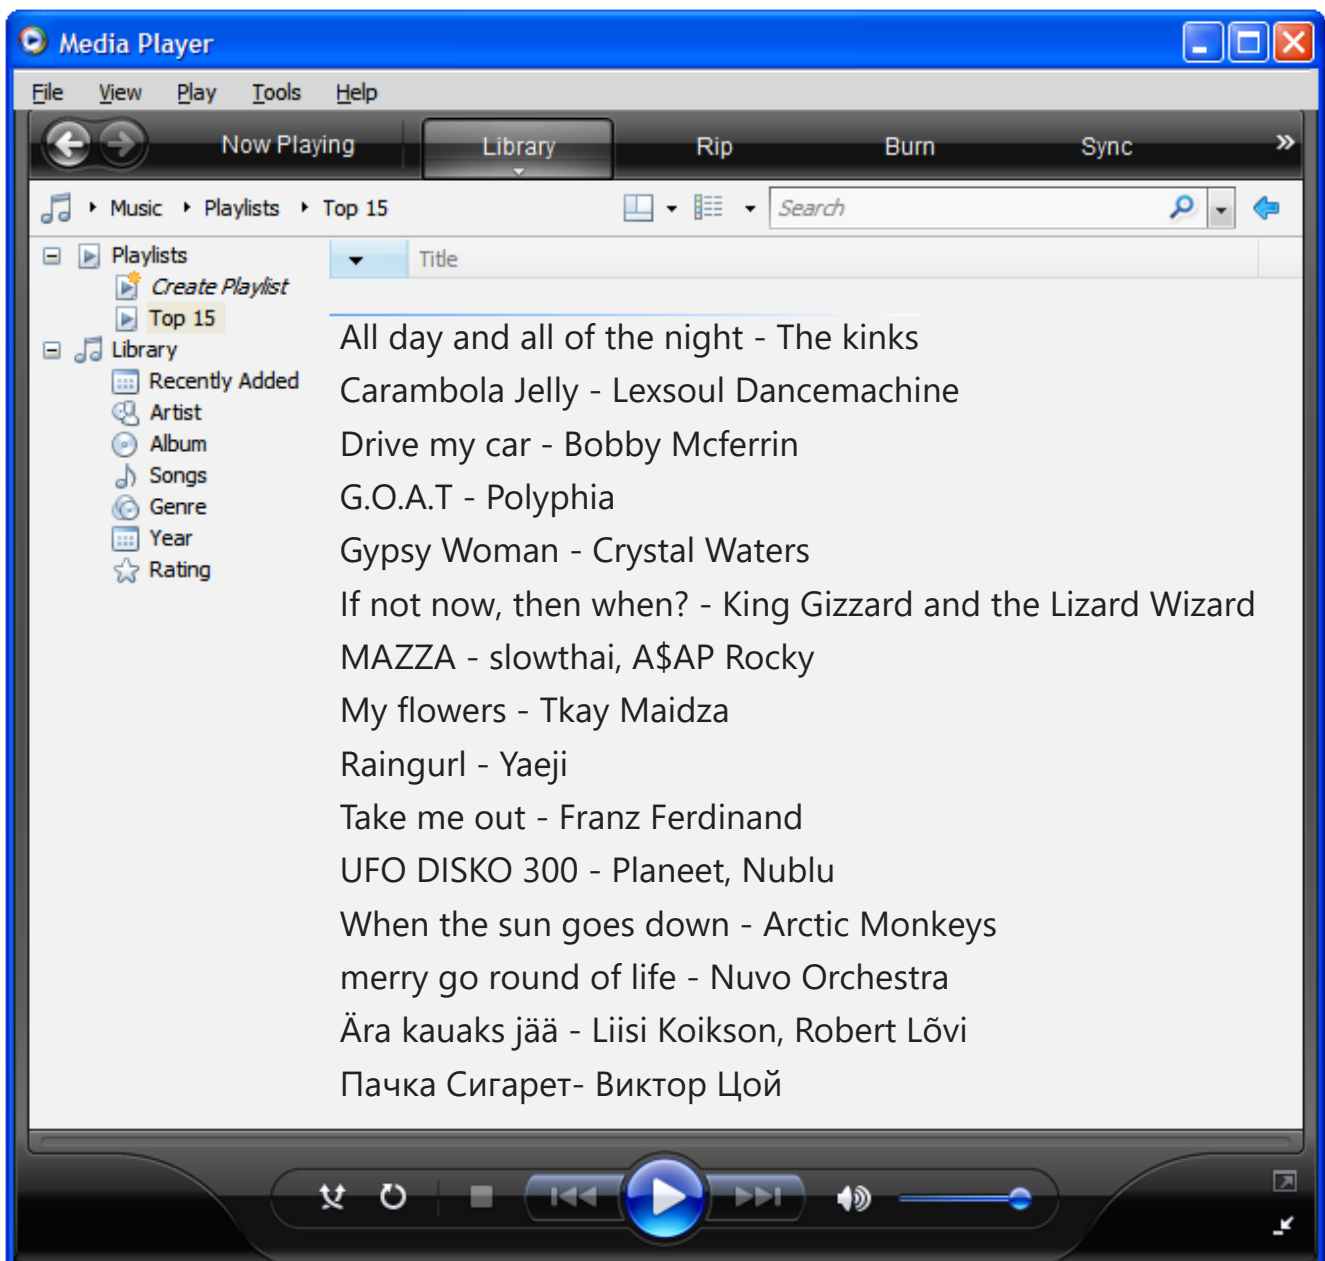 Media Player
File View Play Tools Help
Now Playing Library Rip Burn Sync »
Music Playlists Top 15 Search
Playlists
Create Playlist
Top 15
Library
Recently Added
Artist
Album
Songs
Genre
Year
Rating
Title
All day and all of the night - The kinks
Carambola Jelly - Lexsoul Dancemachine
Drive my car - Bobby Mcferrin
G.O.A.T - Polyphia
Gypsy Woman - Crystal Waters
If not now, then when? - King Gizzard and the Lizard Wizard
MAZZA - slowthai, A$AP Rocky
My flowers - Tkay Maidza
Raingurl - Yaeji
Take me out - Franz Ferdinand
UFO DISKO 300 - Planeet, Nublu
When the sun goes down - Arctic Monkeys
merry go round of life - Nuvo Orchestra
Ära kauaks jää - Liisi Koikson, Robert Lõvi
Пачка Сигарет- Виктор Цой